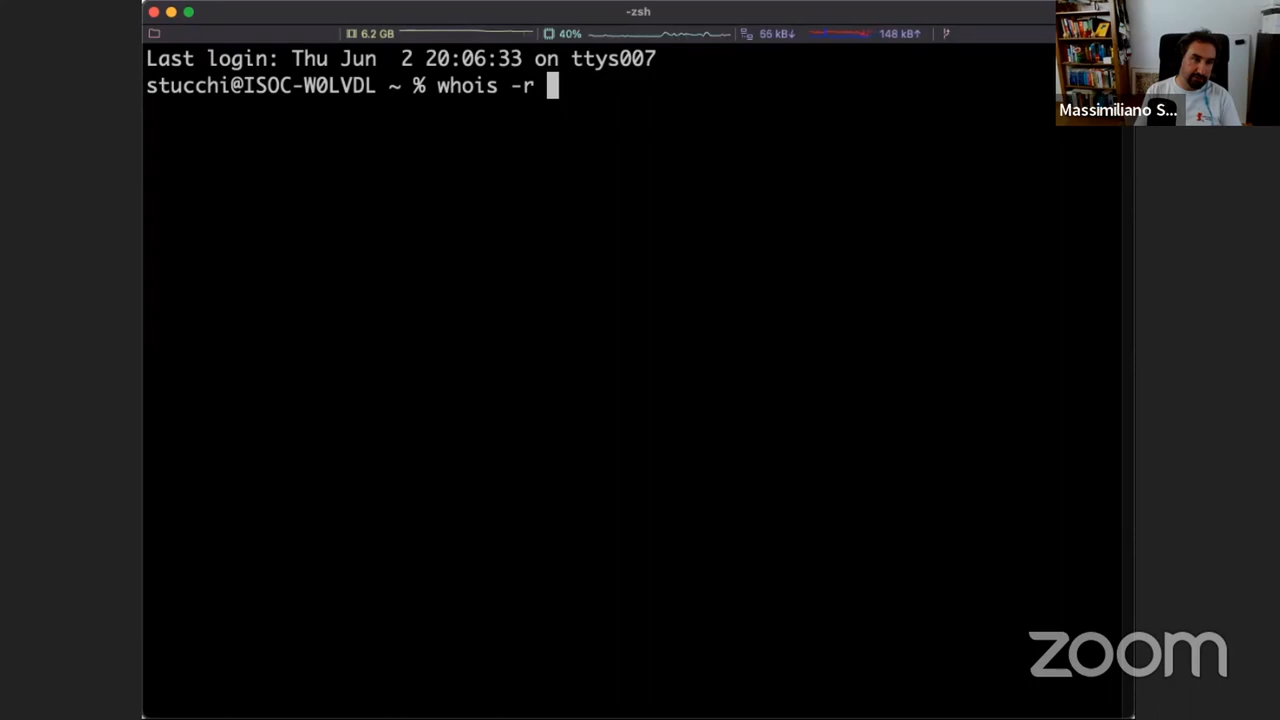 -zsh
6.2 GB
40%
55 kB↓
148 kB↑
Last login: Thu Jun  2 20:06:33 on ttys007
stucchi@ISOC-W0LVDL ~ % whois -r
Massimiliano S...
zoom